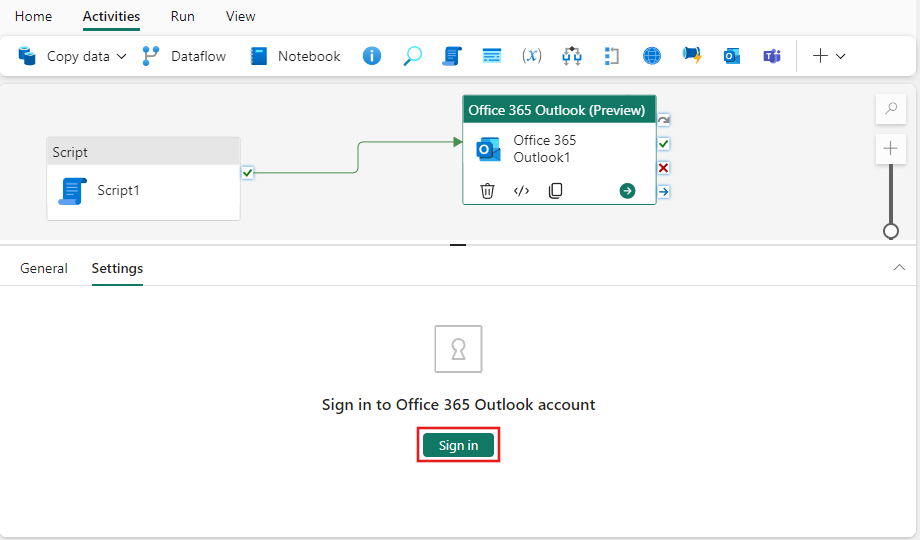 Home Activities Run View
Copy data Dataflow Notebook (x)
Office 365 Outlook (Preview)
Script
Office 365
Outlook1
Script1
</>
General Settings
Sign in to Office 365 Outlook account
Sign in